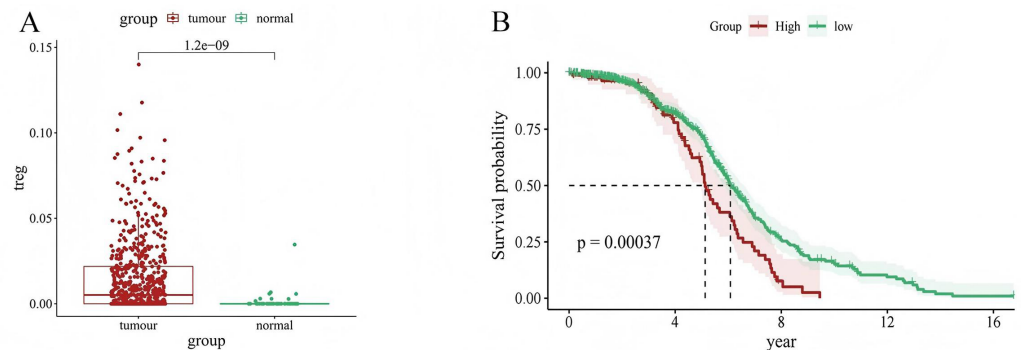 A
group tumour normal
0.15
0.10
0.05
0.00
treg
1.2e−09
tumour normal
group
B
Group High low
1.00
0.75
0.50
0.25
0.00
Survival probability
p = 0.00037
0 4 8 12 16
year